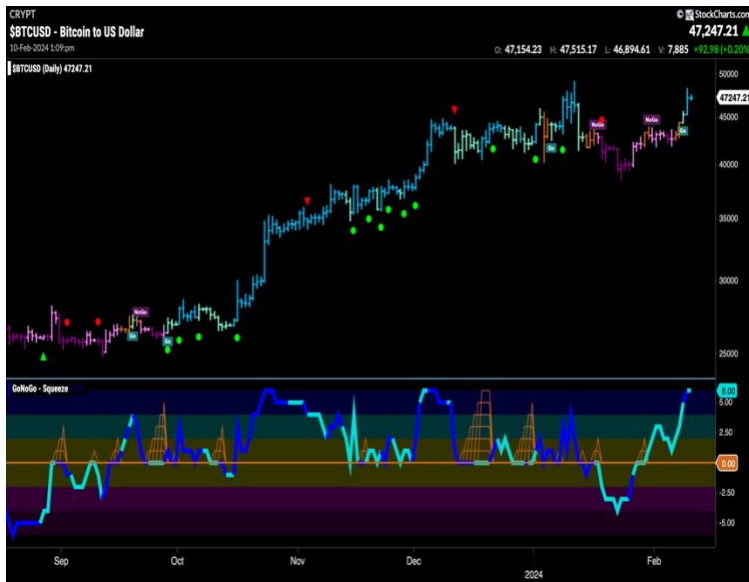 CRYPT
© StockCharts.com
$BTCUSD - Bitcoin to US Dollar
47,247.21
10-Feb-2024 1:09pm
O: 47,154.23 H: 47,515.17 L: 46,894.61 V: 7,885 +92.98 (+0.20%)
$BTCUSD (Daily) 47247.21
50000
47247.21
45000
NoGo
NoGo
Go
Go
40000
35000
30000
NoGo
Go
Go
25000
GoNoGo - Squeeze
6.00
5.00
2.50
0.00
-2.50
-5.00
Sep Oct Nov Dec 2024 Feb